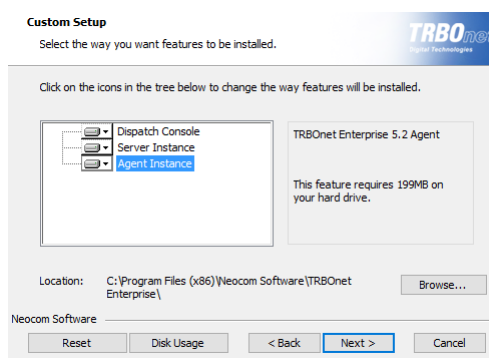 Custom Setup
Select the way you want features to be installed.
TRBOnet
Digital Technologies
Click on the icons in the tree below to change the way features will be installed.
Dispatch Console
Server Instance
Agent Instance
TRBOnet Enterprise 5.2 Agent
This feature requires 199MB on
your hard drive.
Location:
C:\Program Files (x86)\Neocom Software\TRBOnet
Enterprise\
Browse...
Neocom Software
Reset
Disk Usage
< Back
Next >
Cancel